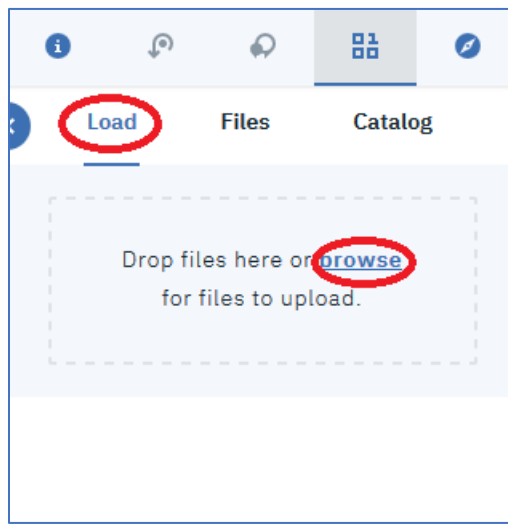 Load Files Catalog
Drop files here or browse
for files to upload.